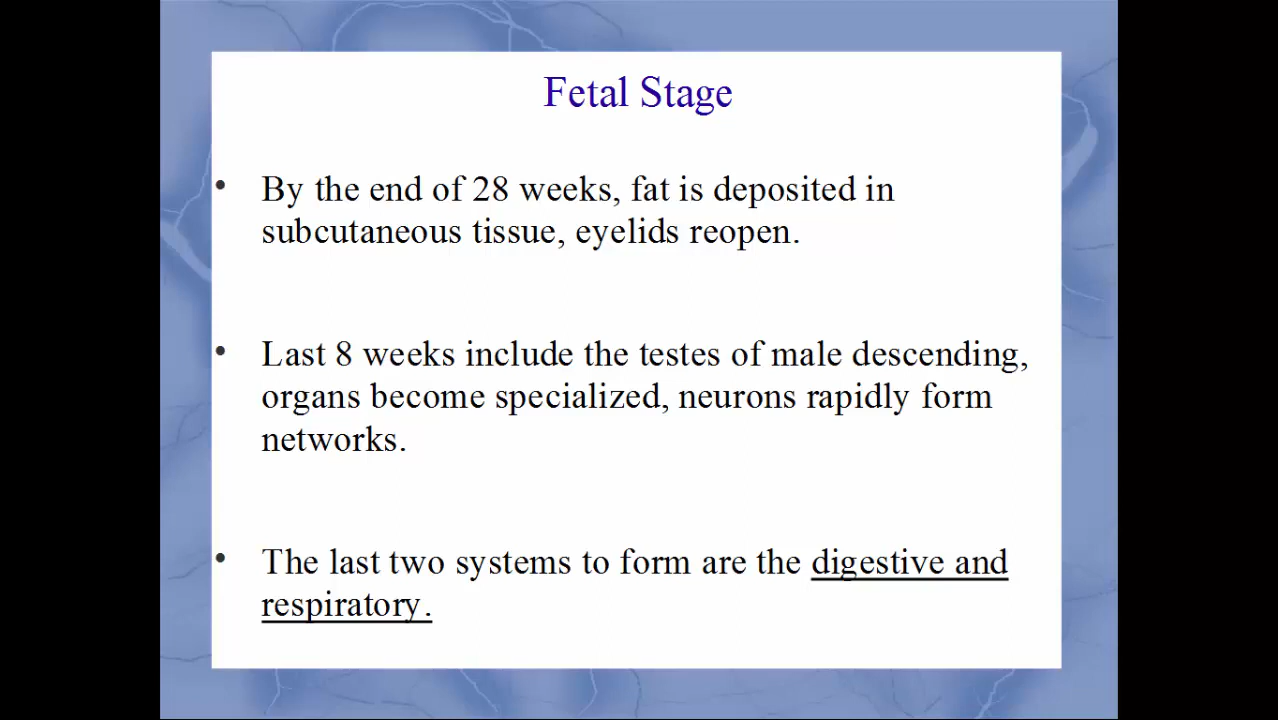 Fetal Stage
• By the end of 28 weeks, fat is deposited in
subcutaneous tissue, eyelids reopen.
• Last 8 weeks include the testes of male descending,
organs become specialized, neurons rapidly form
networks.
• The last two systems to form are the digestive and
respiratory.